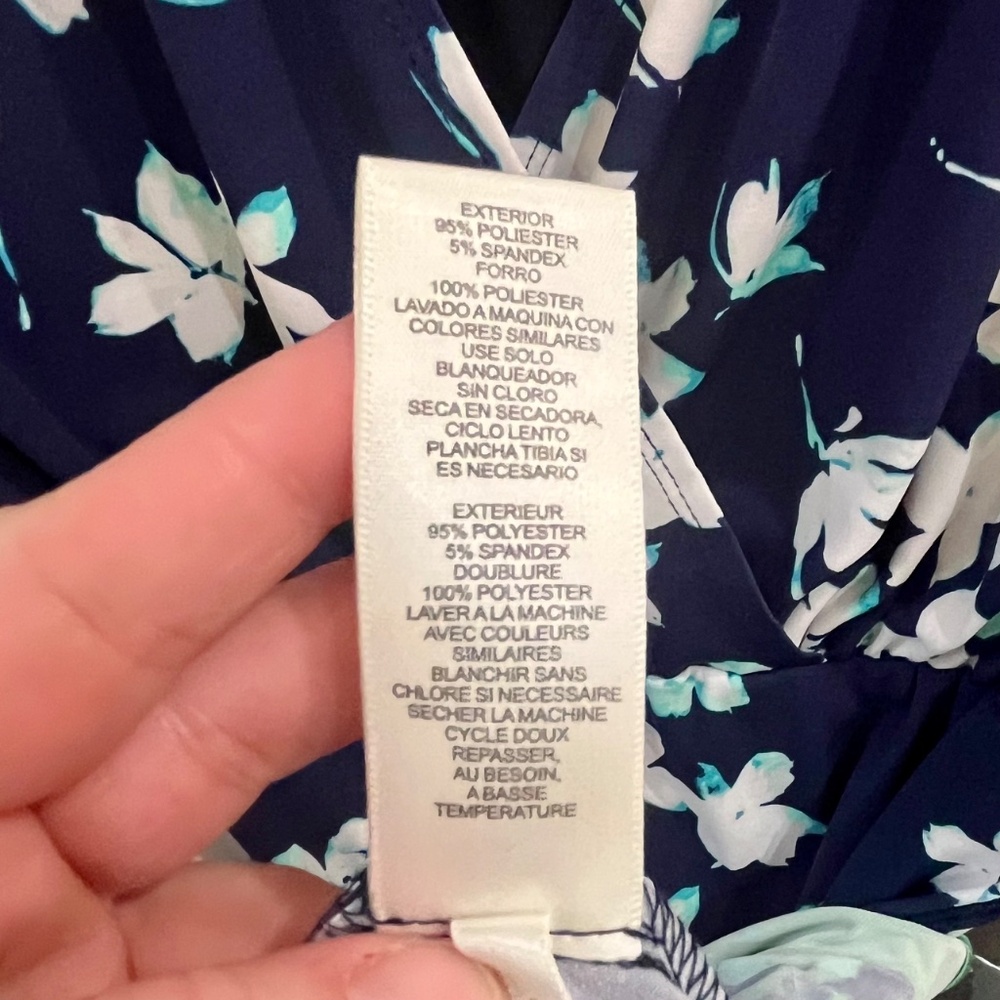 EXTERIOR
95% POLIESTER
5% SPANDEX
FORRO
100% POLIESTER
LAVADO A MAQUINA CON
COLORES SIMILARES
USE SOLO
BLANQUEADOR
SIN CLORO
SECA EN SECADORA,
CICLO LENTO
PLANCHA TIBIA SI
ES NECESARIO
EXTERIEUR
95% POLYESTER
5% SPANDEX
DOUBLURE
100% POLYESTER
LAVER A LA MACHINE
AVEC COULEURS
SIMILAIRES
BLANCHIR SANS
CHLORE SI NECESSAIRE
SECHER LA MACHINE
CYCLE DOUX
REPASSER,
AU BESOIN,
A BASSE
TEMPERATURE